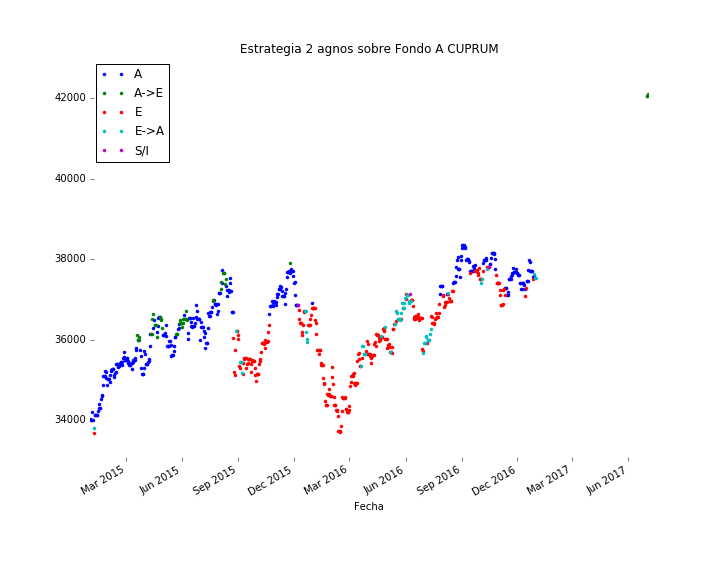 Estrategia 2 agnos sobre Fondo A CUPRUM
A
A->E
E
E->A
S/I
42000
40000
38000
36000
34000
Mar 2015
Jun 2015
Sep 2015
Dec 2015
Mar 2016
Jun 2016
Sep 2016
Dec 2016
Mar 2017
Jun 2017
Fecha